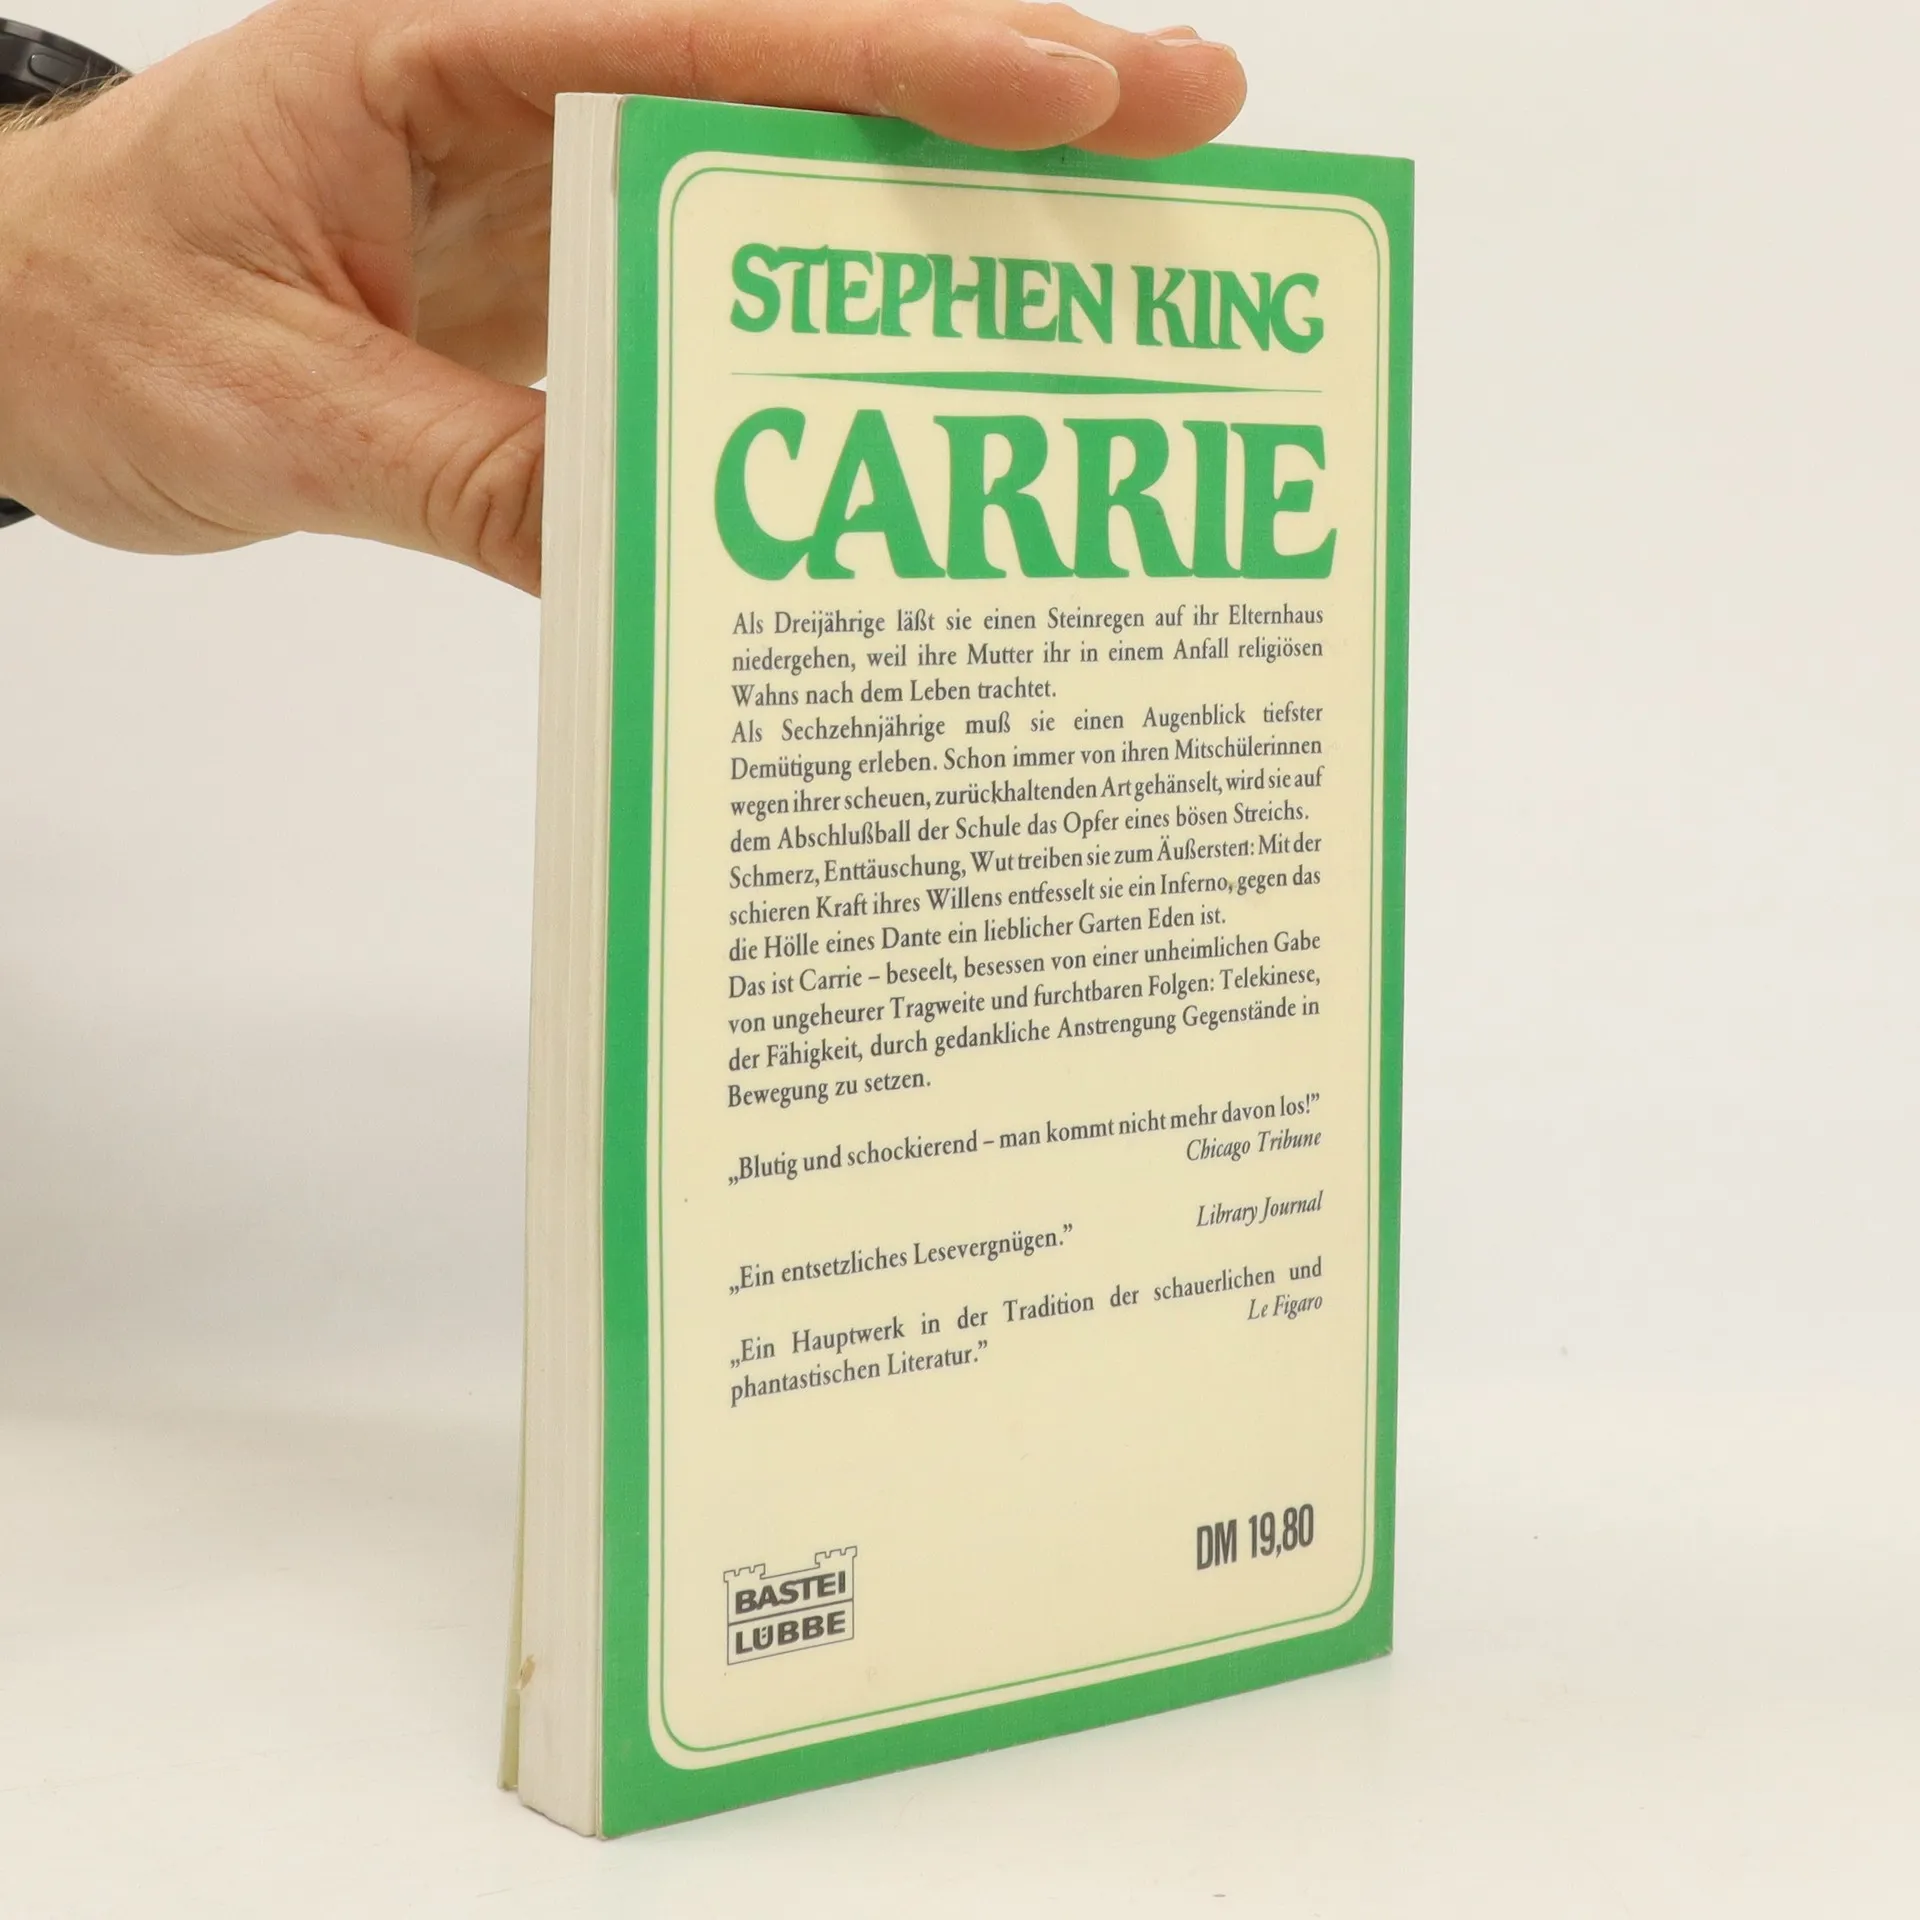 STEPHEN KING
CARRIE
Als Dreijährige läßt sie einen Steinregen auf ihr Elternhaus
niedergehen, weil ihre Mutter ihr in einem Anfall religiösen
Wahns nach dem Leben trachtet.
Als Sechzehnjährige muß sie einen Augenblick tiefster
Demütigung erleben. Schon immer von ihren Mitschülerinnen
wegen ihrer scheuen, zurückhaltenden Art gehänselt, wird sie auf
dem Abschlußball der Schule das Opfer eines bösen Streichs.
Schmerz, Enttäuschung, Wut treiben sie zum Äußersten: Mit der
schieren Kraft ihres Willens entfesselt sie ein Inferno, gegen das
die Hölle eines Dante ein lieblicher Garten Eden ist.
Das ist Carrie – beseelt, besessen von einer unheimlichen Gabe
von ungeheurer Tragweite und furchtbaren Folgen: Telekinese,
der Fähigkeit, durch gedankliche Anstrengung Gegenstände in
Bewegung zu setzen.
„Blutig und schockierend – man kommt nicht mehr davon los!”
Chicago Tribune
„Ein entsetzliches Lesevergnügen.”
Library Journal
„Ein Hauptwerk in der Tradition der schauerlichen und
phantastischen Literatur.”
Le Figaro
DM 19,80
BASTEI
LÜBBE